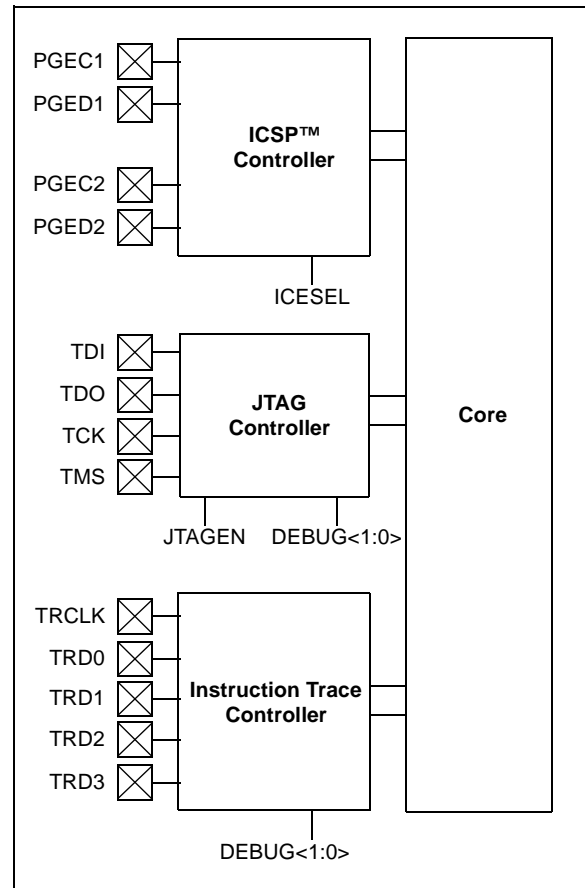 PGEC1
PGED1
ICSP™
Controller
PGEC2
PGED2
ICESEL
TDI
TDO
TCK
TMS
JTAG
Controller
Core
JTAGEN
DEBUG<1:0>
TRCLK
TRD0
TRD1
TRD2
TRD3
Instruction Trace
Controller
DEBUG<1:0>